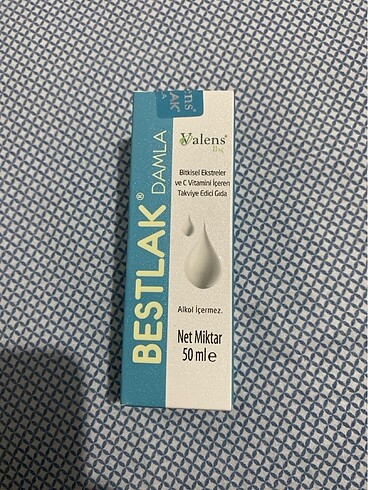 BESTLAK®
DAMLA
Valens®
Bitkisel Ekstreler
ve C Vitamini İçeren
Takviye Edici Gıda
Alkol İçermez.
Net Miktar
50 ml e